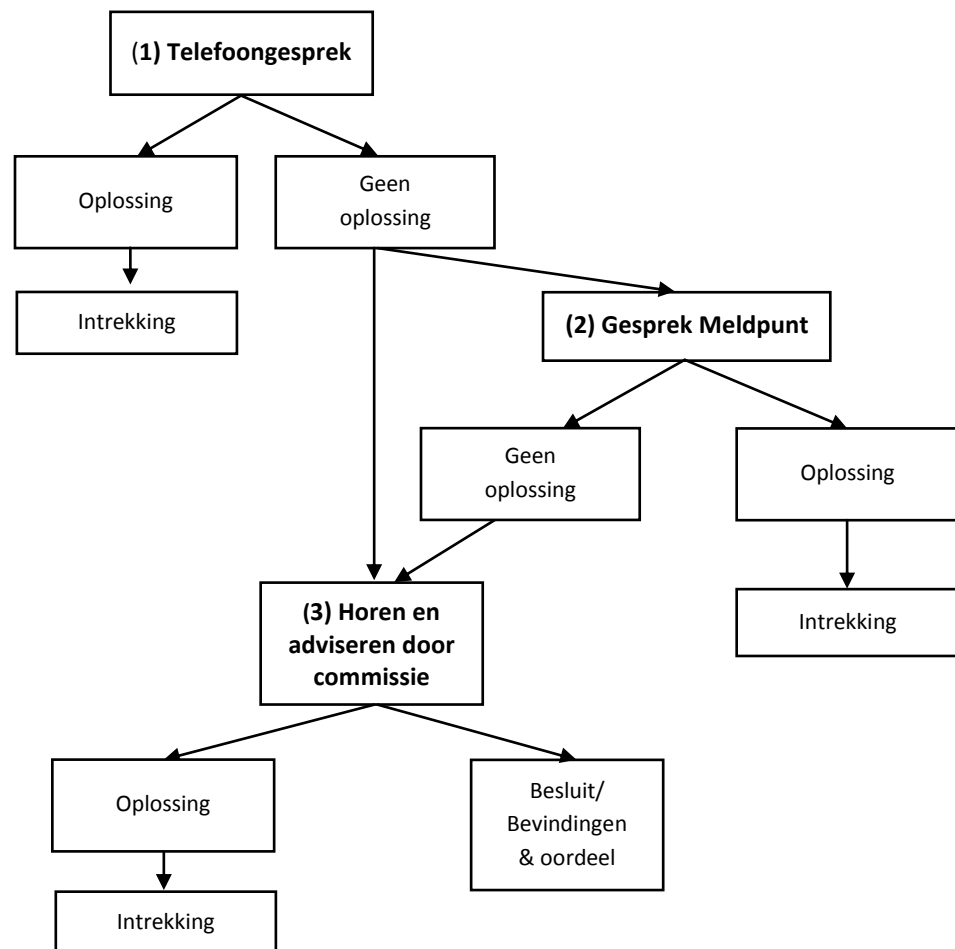 (1) Telefoongesprek
Oplossing
Geen
oplossing
Intrekking
(2) Gesprek Meldpunt
Geen
oplossing
Oplossing
(3) Horen en
adviseren door
commissie
Intrekking
Oplossing
Besluit/
Bevindingen
& oordeel
Intrekking